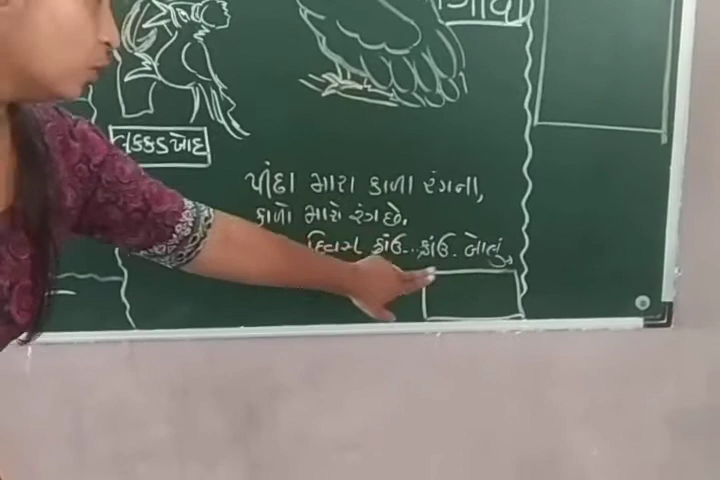 લક્કડખોદ
પીંછા મારા કાળા રંગના,
કાળો મારો રંગ છે.
કાંઉ... કાંઉ. બોલું